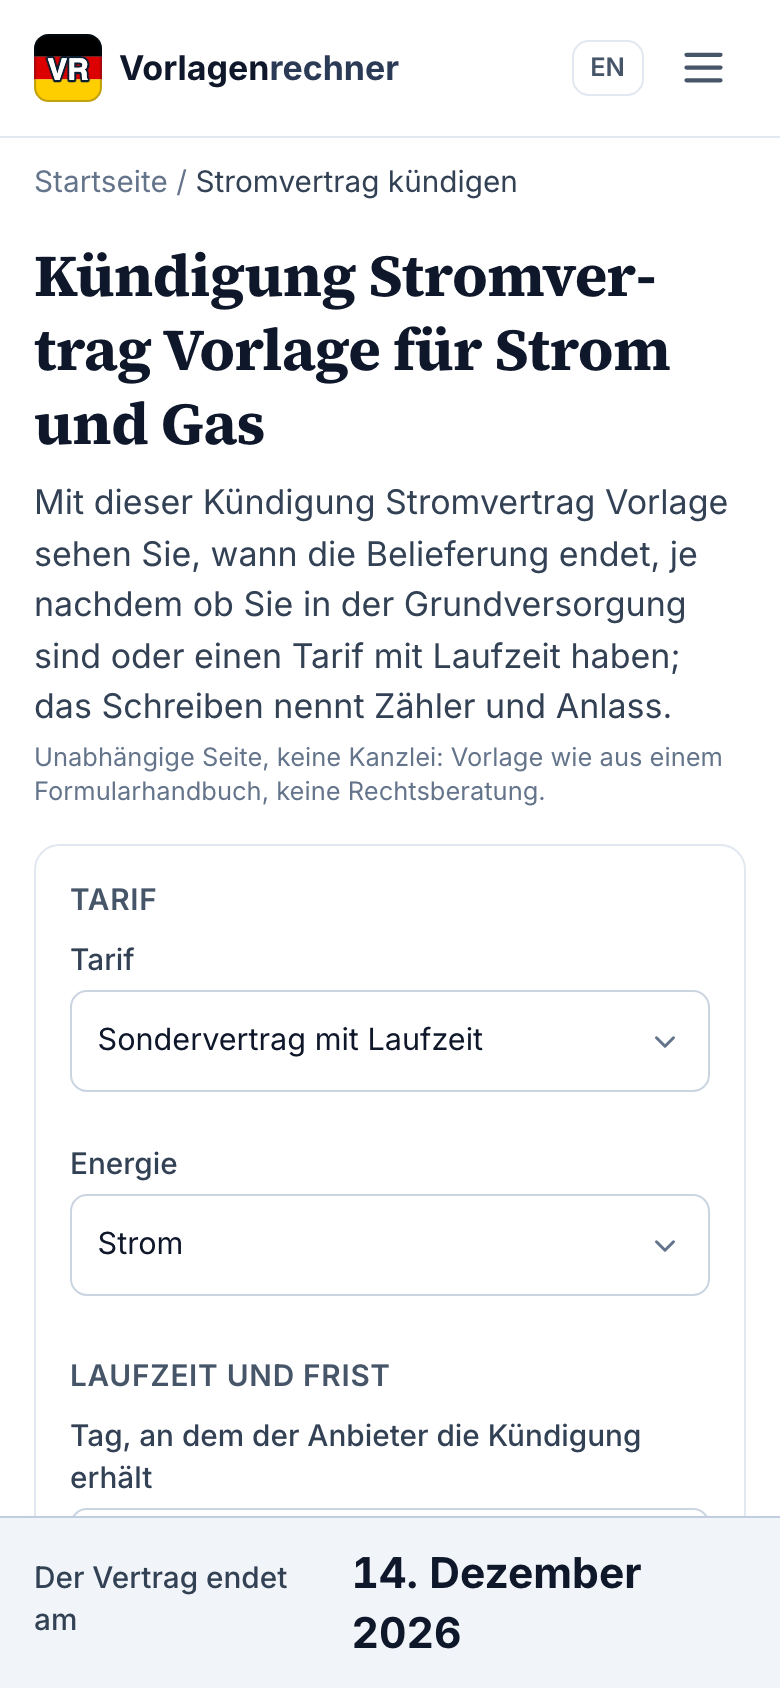 VR
Vorlagenrechner
EN
Startseite / Stromvertrag kündigen
Kündigung Stromver-
trag Vorlage für Strom
und Gas
Mit dieser Kündigung Stromvertrag Vorlage
sehen Sie, wann die Belieferung endet, je
nachdem ob Sie in der Grundversorgung
sind oder einen Tarif mit Laufzeit haben;
das Schreiben nennt Zähler und Anlass.
Unabhängige Seite, keine Kanzlei: Vorlage wie aus einem
Formularhandbuch, keine Rechtsberatung.
TARIF
Tarif
Sondervertrag mit Laufzeit
Energie
Strom
LAUFZEIT UND FRIST
Tag, an dem der Anbieter die Kündigung
erhält
Der Vertrag endet
am
14. Dezember
2026